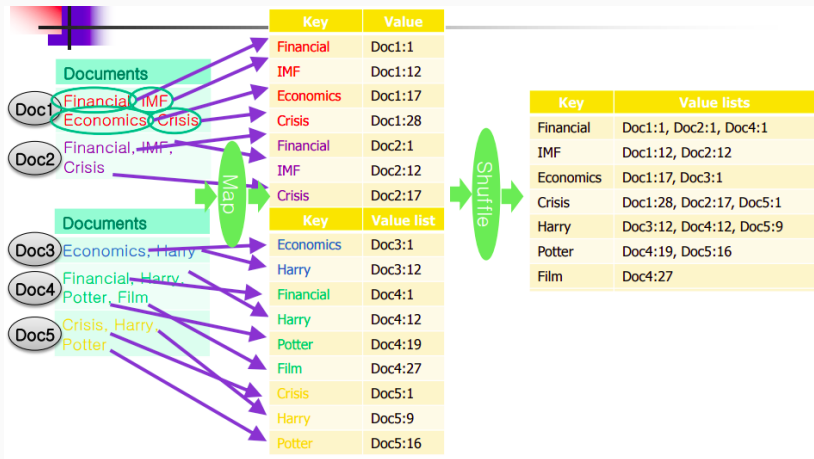 Documents
Doc1
Financial, IMF
Economics, Crisis
Doc2
Financial, IMF,
Crisis
Documents
Doc3
Economics, Harry
Doc4
Financial, Harry,
Potter, Film
Doc5
Crisis, Harry,
Potter
Map
Key Value
Financial Doc1:1
IMF Doc1:12
Economics Doc1:17
Crisis Doc1:28
Financial Doc2:1
IMF Doc2:12
Crisis Doc2:17
Key Value list
Economics Doc3:1
Harry Doc3:12
Financial Doc4:1
Harry Doc4:12
Potter Doc4:19
Film Doc4:27
Crisis Doc5:1
Harry Doc5:9
Potter Doc5:16
Shuffle
Key Value lists
Financial Doc1:1, Doc2:1, Doc4:1
IMF Doc1:12, Doc2:12
Economics Doc1:17, Doc3:1
Crisis Doc1:28, Doc2:17, Doc5:1
Harry Doc3:12, Doc4:12, Doc5:9
Potter Doc4:19, Doc5:16
Film Doc4:27